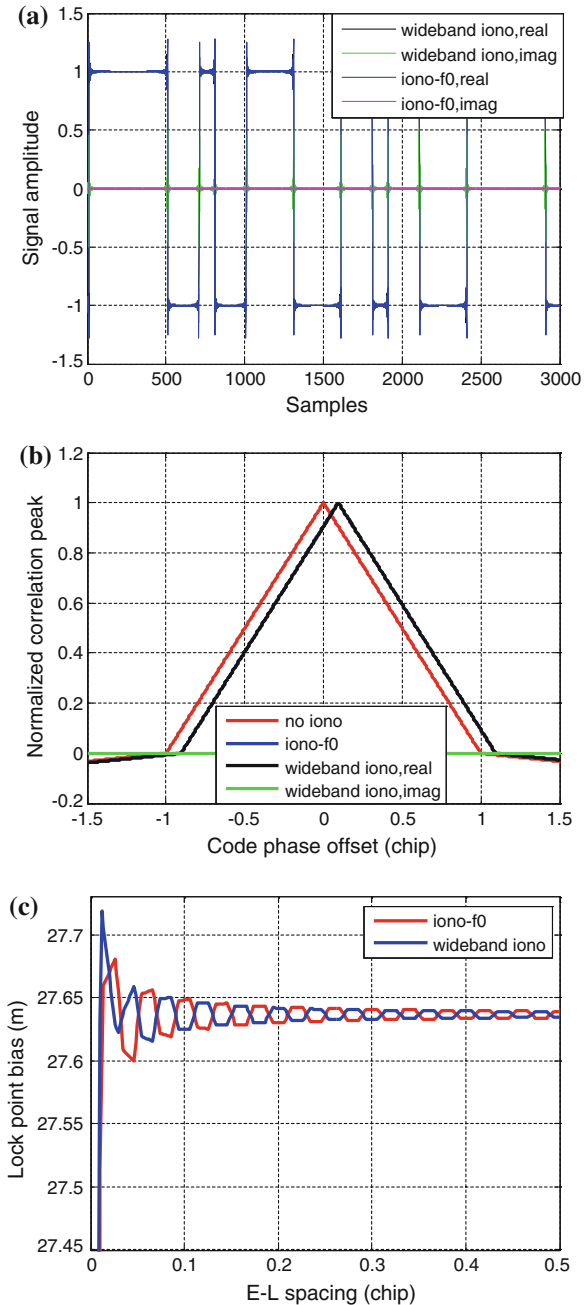 (a)
wideband iono,real
wideband iono,imag
iono-f0,real
iono-f0,imag
1.5
1
0.5
0
-0.5
-1
-1.5
Signal amplitude
0 500 1000 1500 2000 2500 3000
Samples
(b)
1.2
1
0.8
0.6
0.4
0.2
0
-0.2
Normalized correlation peak
no iono
iono-f0
wideband iono,real
wideband iono,imag
-1.5 -1 -0.5 0 0.5 1 1.5
Code phase offset (chip)
(c)
iono-f0
wideband iono
27.7
27.65
27.6
27.55
27.5
27.45
Lock point bias (m)
0 0.1 0.2 0.3 0.4 0.5
E-L spacing (chip)